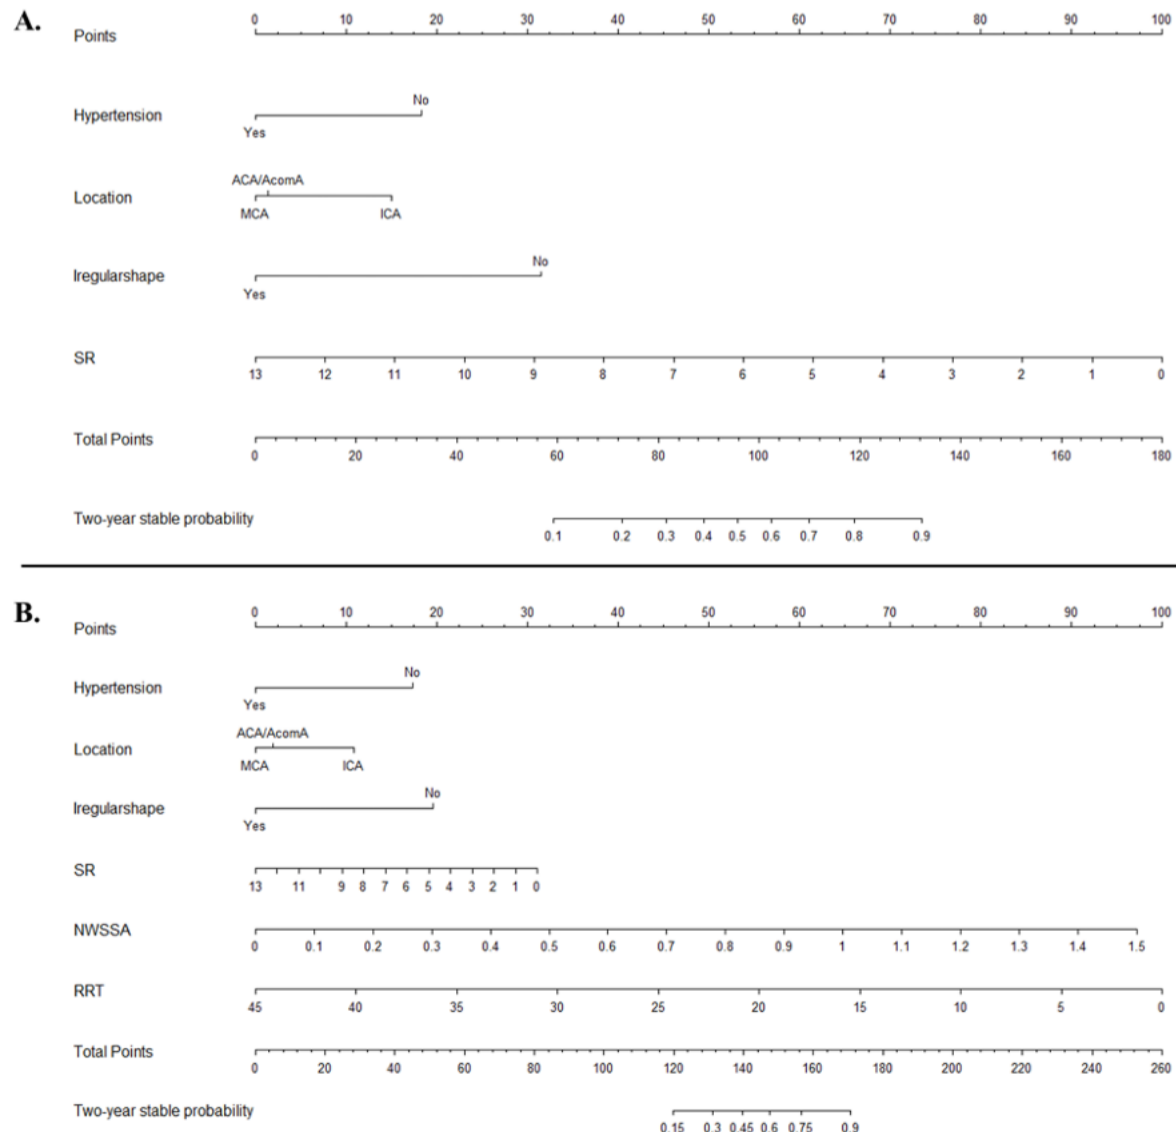 A.
Points 0 10 20 30 40 50 60 70 80 90 100
Hypertension
No
Yes
Location
ACA/AcomA
MCA ICA
Iregularshape
No
Yes
SR
13 12 11 10 9 8 7 6 5 4 3 2 1 0
Total Points
0 20 40 60 80 100 120 140 160 180
Two-year stable probability
0.1 0.2 0.3 0.4 0.5 0.6 0.7 0.8 0.9
B.
Points 0 10 20 30 40 50 60 70 80 90 100
Hypertension
No
Yes
Location
ACA/AcomA
MCA ICA
Iregularshape
No
Yes
SR
13 11 9 8 7 6 5 4 3 2 1 0
NWSSA
0 0.1 0.2 0.3 0.4 0.5 0.6 0.7 0.8 0.9 1 1.1 1.2 1.3 1.4 1.5
RRT
45 40 35 30 25 20 15 10 5 0
Total Points
0 20 40 60 80 100 120 140 160 180 200 220 240 260
Two-year stable probability
0.15 0.3 0.45 0.6 0.75 0.9